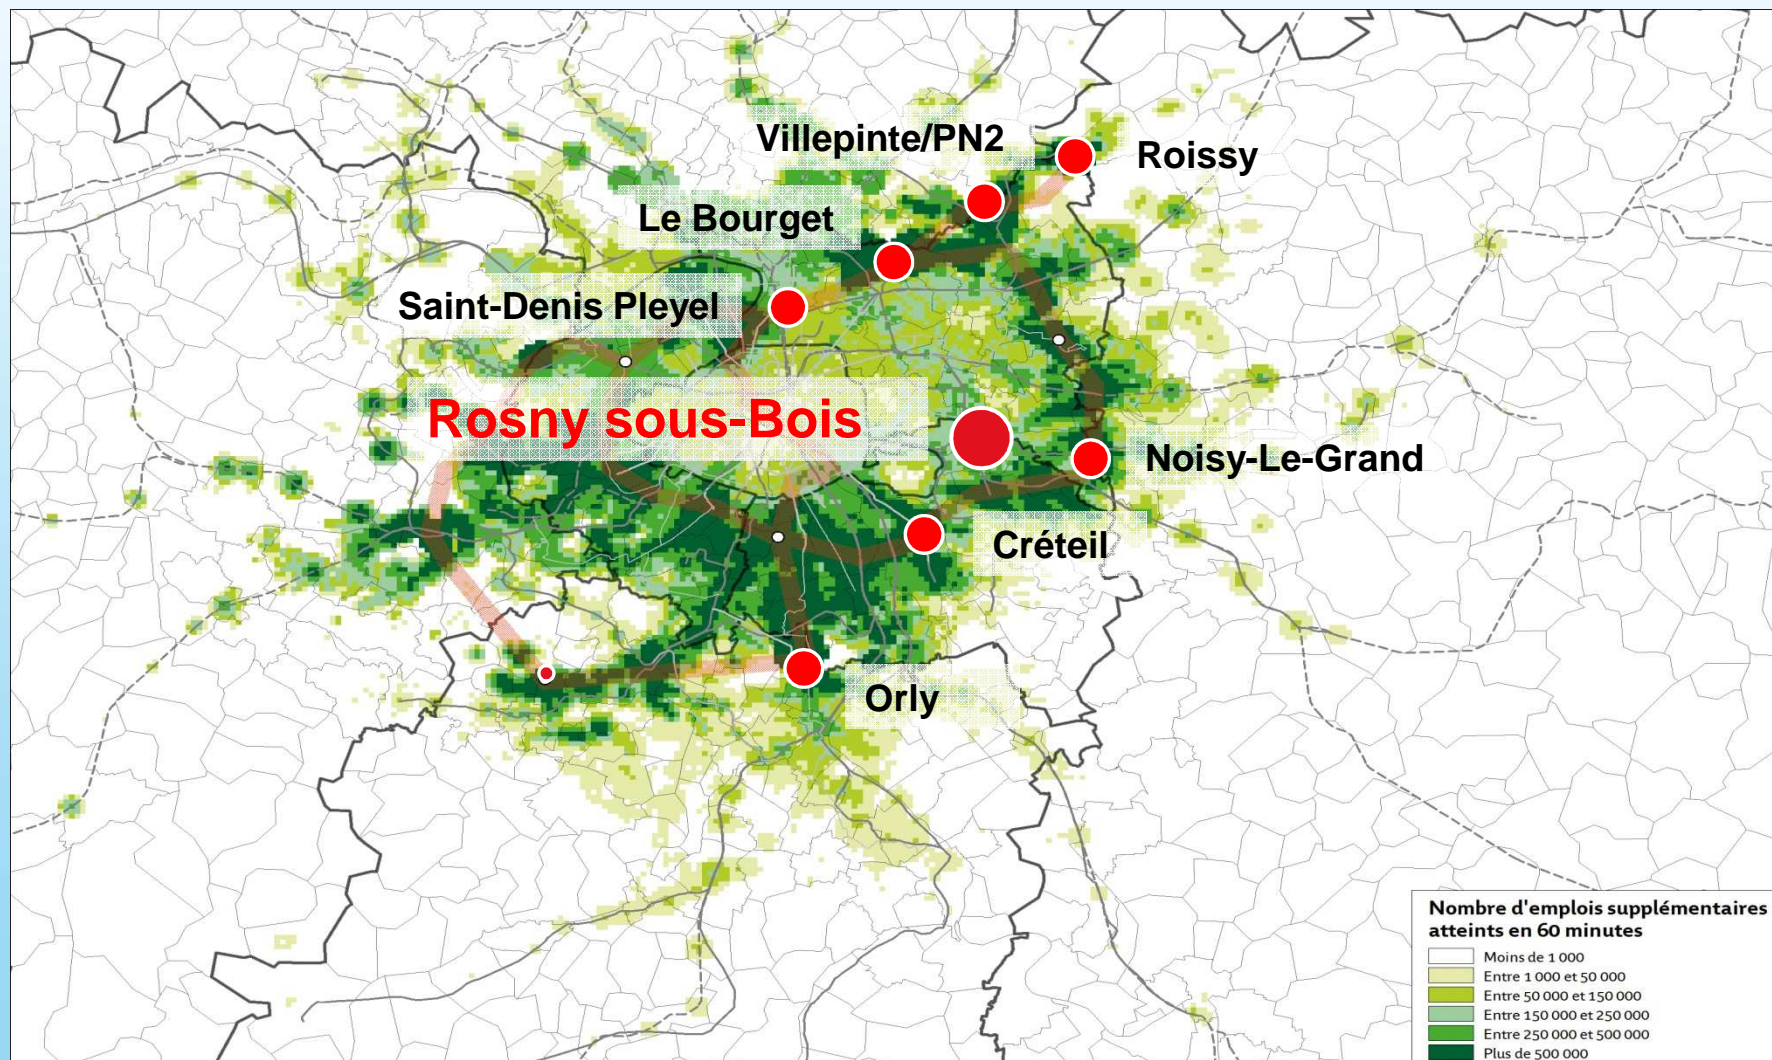 Villepinte/PN2
Roissy
Le Bourget
Saint-Denis Pleyel
Rosny sous-Bois
Noisy-Le-Grand
Créteil
Orly
Nombre d'emplois supplémentaires
atteints en 60 minutes
Moins de 1 000
Entre 1 000 et 50 000
Entre 50 000 et 150 000
Entre 150 000 et 250 000
Entre 250 000 et 500 000
Plus de 500 000